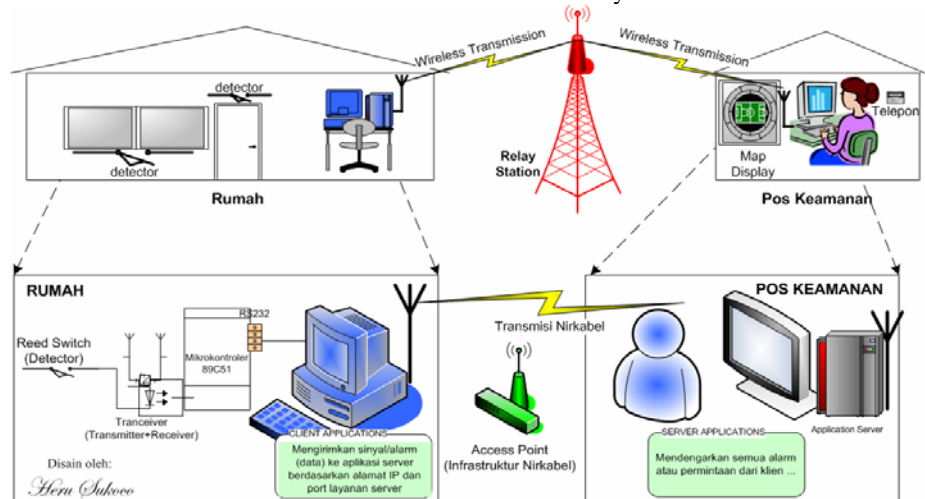 Wireless Transmission
Wireless Transmission
detector
detector
Relay
Station
Telepon
Map
Display
Rumah
Pos Keamanan
RUMAH
POS KEAMANAN
RS232
Reed Switch
(Detector)
Mikrokontroler
89C51
Tranceiver
(Transmitter+Receiver)
Transmisi Nirkabel
Access Point
(Infrastruktur Nirkabel)
Application Server
CLIENT APPLICATIONS
Mengirimkan sinyal/alarm
(data) ke aplikasi server
berdasarkan alamat IP dan
port layanan server
SERVER APPLICATIONS
Mendengarkan semua alarm
atau permintaan dari klien ...
Disain oleh:
Heru Sukoco